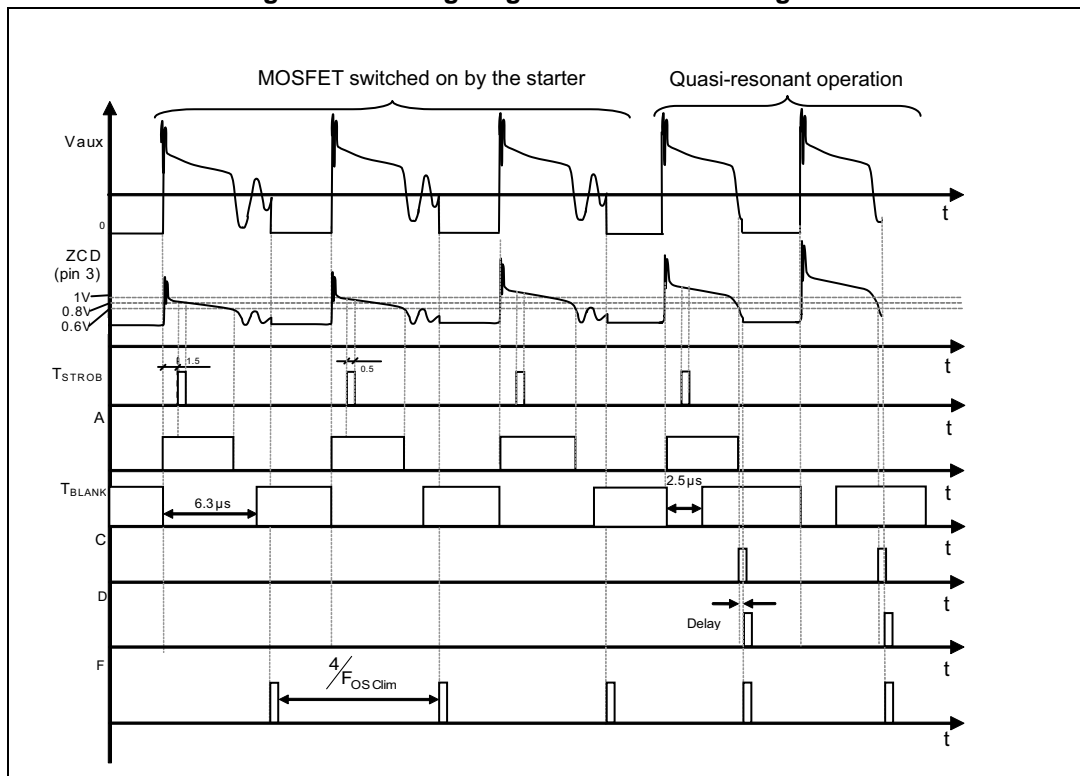 MOSFET switched on by the starter
Quasi-resonant operation
Vaux
t
0
ZCD
(pin 3)
1V
0.8V
0.6V
t
1.5
0.5
TSTROB
t
A
t
TBLANK
6.3µs
2.5µs
t
C
t
D
Delay
t
F
4/FOSClim
t